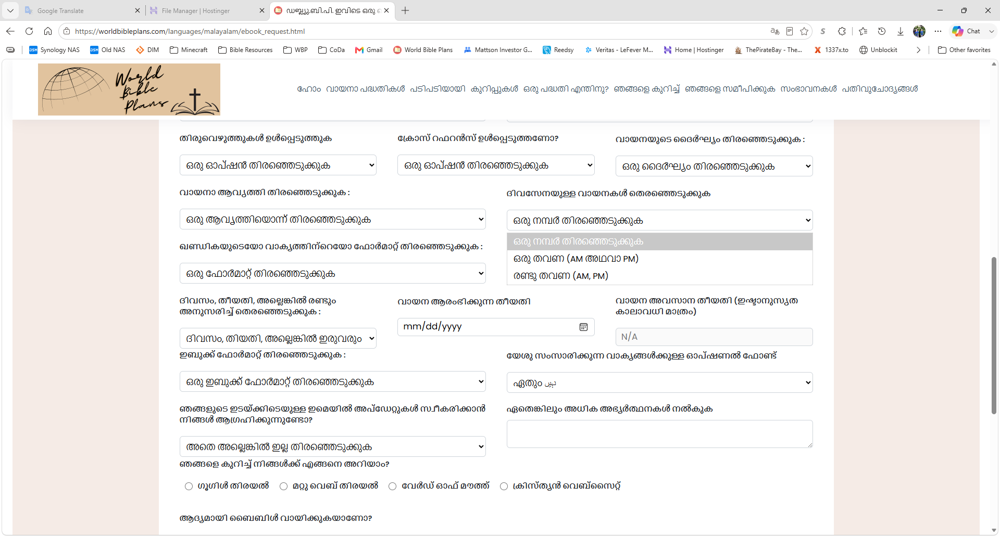 Google Translate
File Manager | Hostinger
ഡബ്ല്യു.ബി.പി. ഇവിടെ ഒരു
https://worldbibleplans.com/languages/malayalam/ebook_request.html
Chat
Synology NAS
Old NAS
DIM
Minecraft
Bible Resources
WBP
CoDa
Gmail
World Bible Plans
Mattson Investor G...
Reedsy
Veritas - LeFever M...
Home | Hostinger
ThePirateBay - The...
1337x.to
Unblockit
Other favorites
World
Bible
Plans
ഹോം വായനാ പദ്ധതികൾ പടിപടിയായി കുറിപ്പുകൾ ഒരു പദ്ധതി എന്തിനു? ഞങ്ങളെ കുറിച്ച് ഞങ്ങളെ സമീപിക്കുക സംഭാവനകൾ പതിവുചോദ്യങ്ങൾ
തിരുവെഴുത്തുകൾ ഉൾപ്പെടുത്തുക
ഒരു ഓപ്ഷൻ തിരഞ്ഞെടുക്കുക
ക്രോസ് റഫറൻസ് ഉൾപ്പെടുത്തണോ?
ഒരു ഓപ്ഷൻ തിരഞ്ഞെടുക്കുക
വായനയുടെ ദൈർഘ്യം തിരഞ്ഞെടുക്കുക :
ഒരു ദൈർഘ്യം തിരഞ്ഞെടുക്കുക
വായനാ ആവൃത്തി തിരഞ്ഞെടുക്കുക :
ഒരു ആവൃത്തിയൊന്ന് തിരഞ്ഞെടുക്കുക
ദിവസേനയുള്ള വായനകൾ തെരഞ്ഞെടുക്കുക
ഒരു നമ്പർ തിരഞ്ഞെടുക്കുക
ഒരു നമ്പർ തിരഞ്ഞെടുക്കുക
ഒരു തവണ (AM അഥവാ PM)
രണ്ടു തവണ (AM, PM)
ഖണ്ഡികയുടെയോ വാക്യത്തിന്റെയോ ഫോർമാറ്റ് തിരഞ്ഞെടുക്കുക :
ഒരു ഫോർമാറ്റ് തിരഞ്ഞെടുക്കുക
ദിവസം, തീയതി, അല്ലെങ്കിൽ രണ്ടും
അനുസരിച്ച് തെരഞ്ഞെടുക്കുക :
ദിവസം, തിയതി, അല്ലെങ്കിൽ ഇരുവരും
വായന ആരംഭിക്കുന്ന തീയതി
mm/dd/yyyy
വായന അവസാന തീയതി (ഇഷ്ടാനുസൃത
കാലാവധി മാത്രം)
N/A
ഇബുക്ക് ഫോർമാറ്റ് തിരഞ്ഞെടുക്കുക :
ഒരു ഇബുക്ക് ഫോർമാറ്റ് തിരഞ്ഞെടുക്കുക
യേശു സംസാരിക്കുന്ന വാക്യങ്ങൾക്കുള്ള ഓപ്ഷണൽ ഫോണ്ട്
ഏതും نہیں
ഞങ്ങളുടെ ഇടയ്ക്കിടെയുള്ള ഇമെയിൽ അപ്ഡേറ്റുകൾ സ്വീകരിക്കാൻ
നിങ്ങൾ ആഗ്രഹിക്കുന്നുണ്ടോ?
അതെ അല്ലെങ്കിൽ ഇല്ല തിരഞ്ഞെടുക്കുക
ഏതെങ്കിലും അധിക അഭ്യർത്ഥനകൾ നൽകുക
ഞങ്ങളെ കുറിച്ച് നിങ്ങൾക്ക് എങ്ങനെ അറിയാം?
ഗൂഗിൾ തിരയൽ മറ്റു വെബ് തിരയൽ വേർഡ് ഓഫ് മൗത്ത് ക്രിസ്ത്യൻ വെബ്സൈറ്റ്
ആദ്യമായി ബൈബിൾ വായിക്കുകയാണോ?